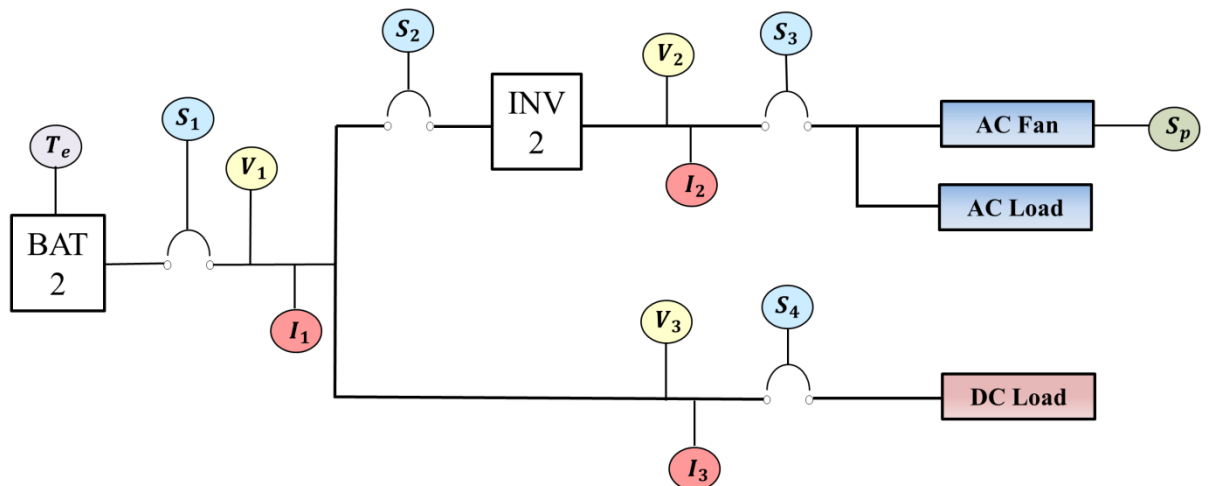 S₂
V₂
S₃
S₁
INV
2
AC Fan
Sₚ
Tₑ
V₁
I₂
AC Load
BAT
2
I₁
V₃
S₄
DC Load
I₃